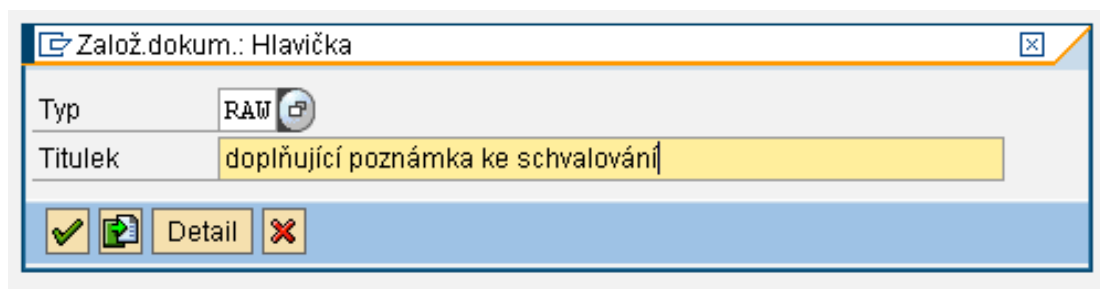 Založ.dokum.: Hlavička
Typ RAW
Titulek doplňující poznámka ke schvalování
Detail